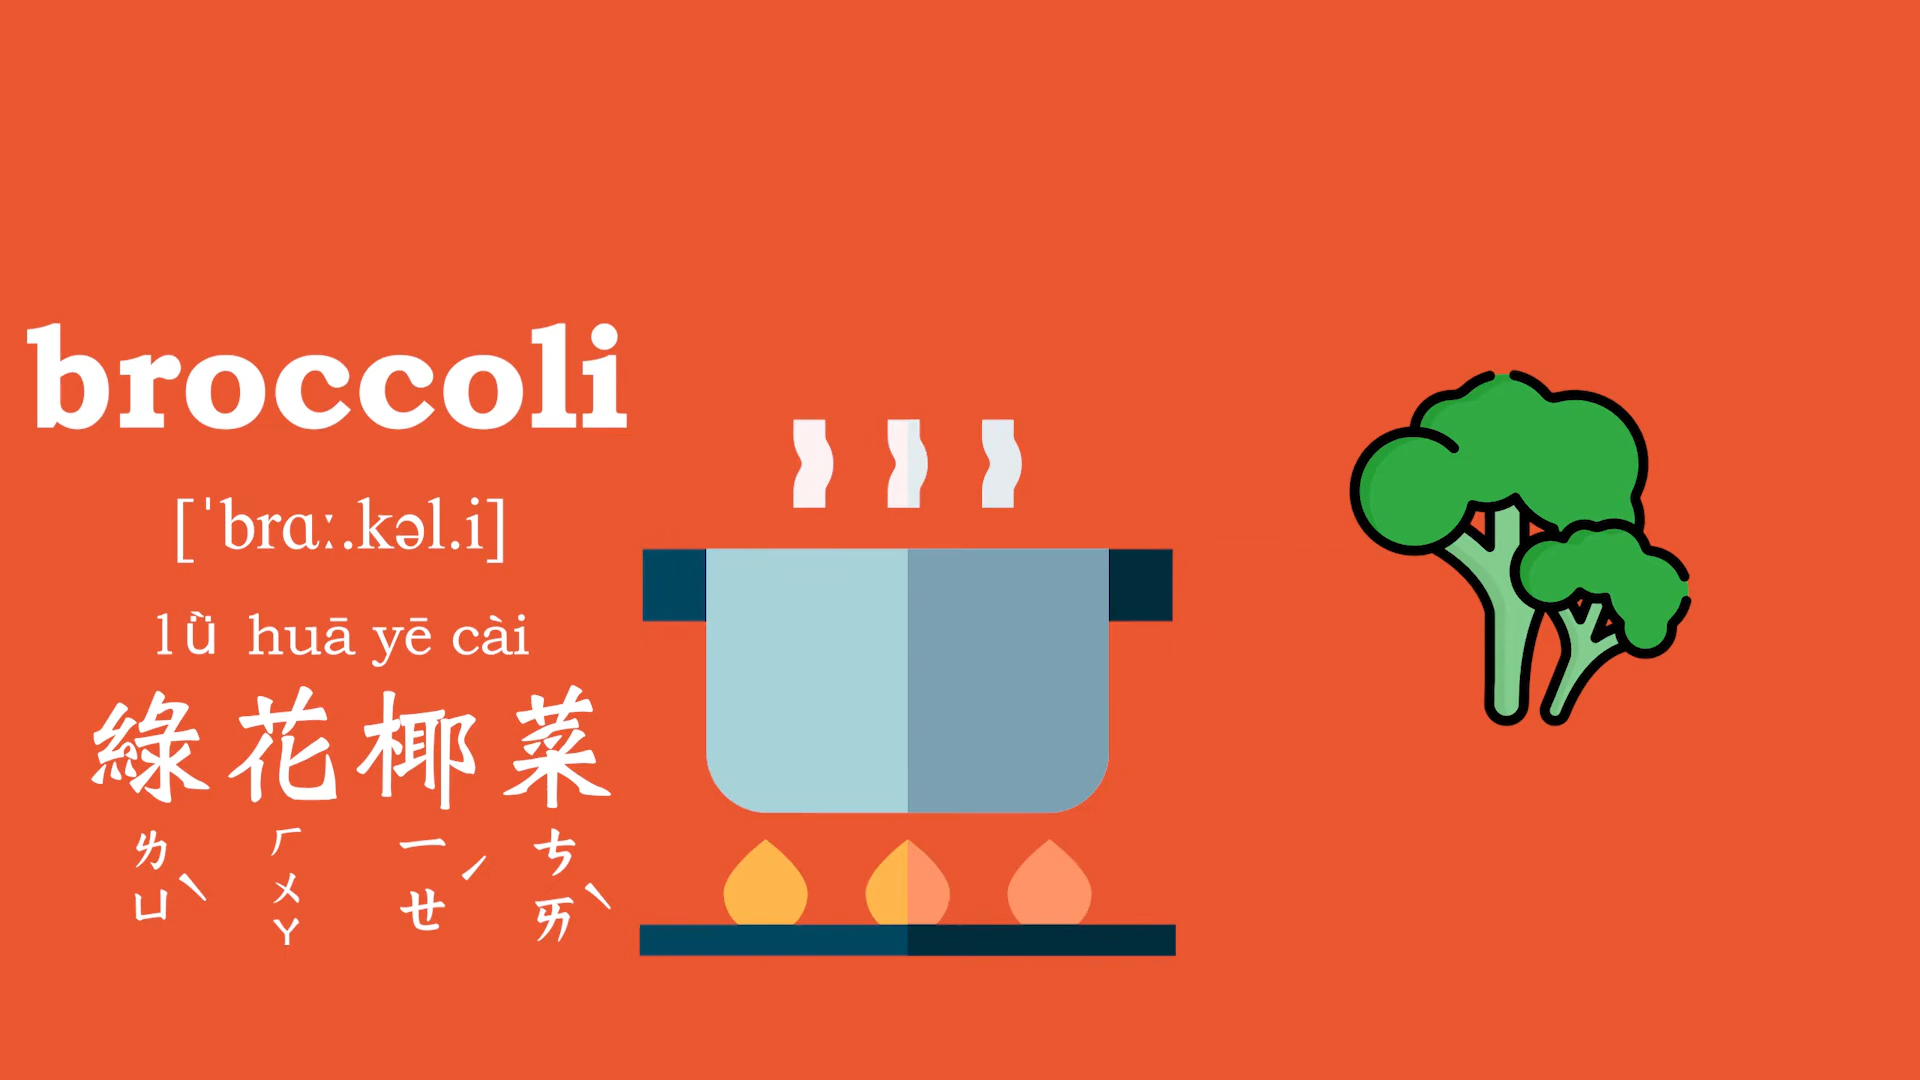 broccoli
[ˈbrɑː.kəl.i]
lǜ huā yē cài
綠花椰菜
ㄌㄩˋ ㄏㄨㄚ ㄧㄝˊ ㄘㄞˋ